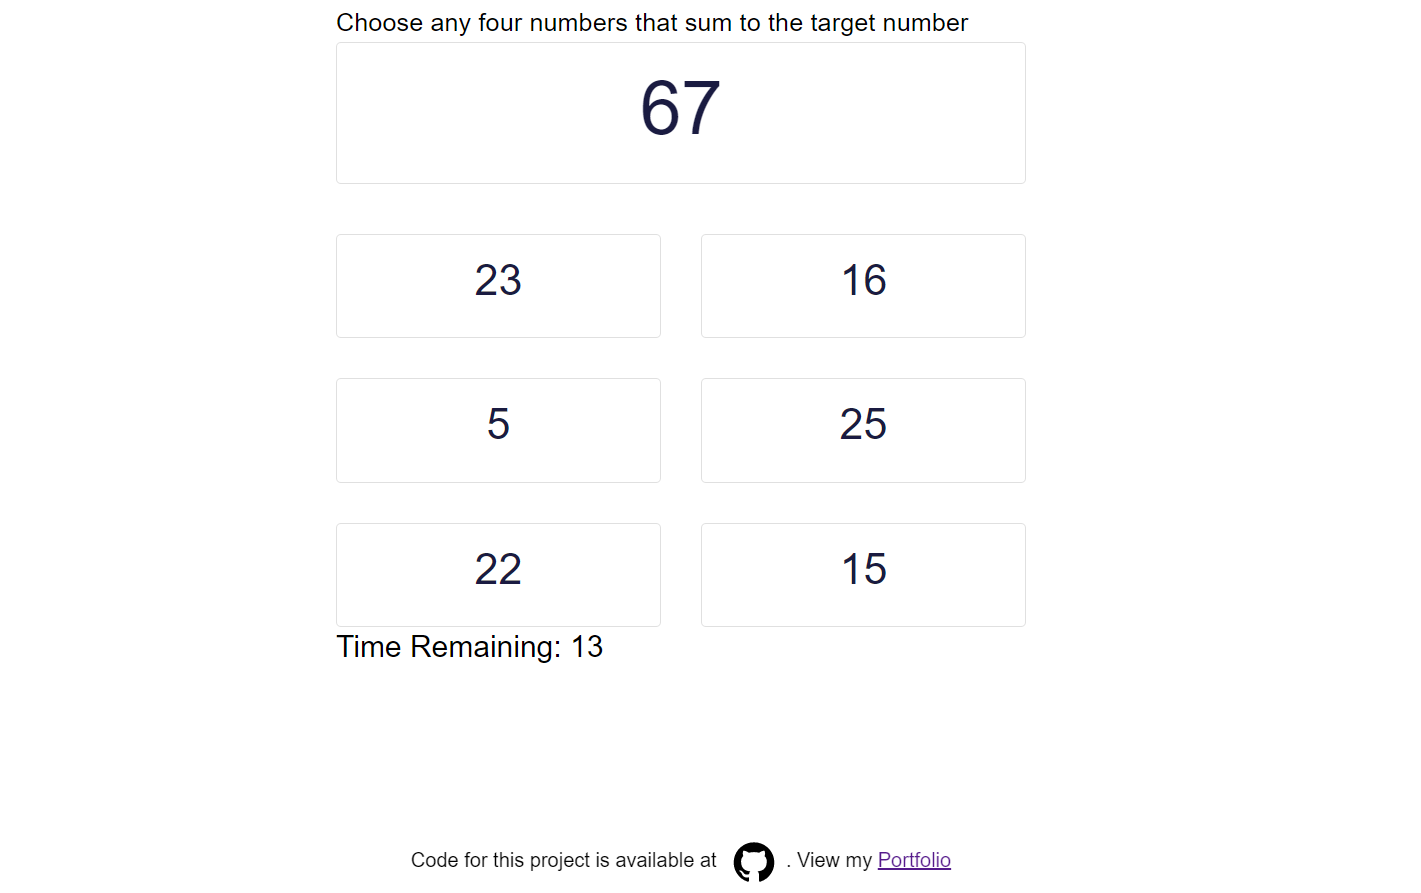 Choose any four numbers that sum to the target number
67
23 16
5 25
22 15
Time Remaining: 13
Code for this project is available at . View my Portfolio